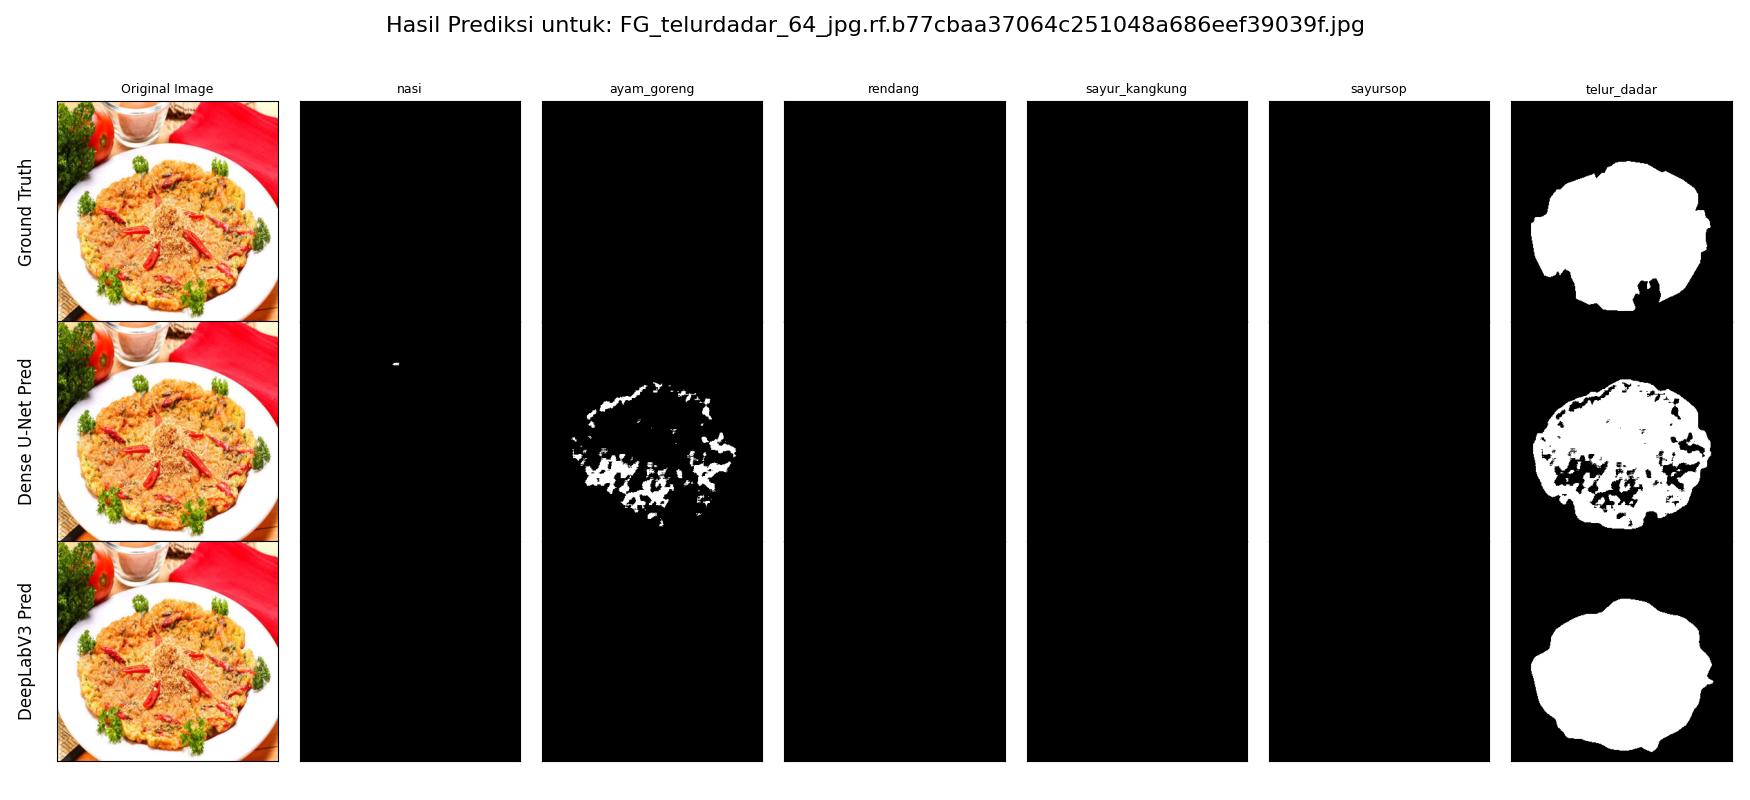 Hasil Prediksi untuk: FG_telurdadar_64_jpg.rf.b77cbaa37064c251048a686eef39039f.jpg
Original Image nasi ayam_goreng rendang sayur_kangkung sayursop telur_dadar
Ground Truth
Dense U-Net Pred
DeepLabV3 Pred